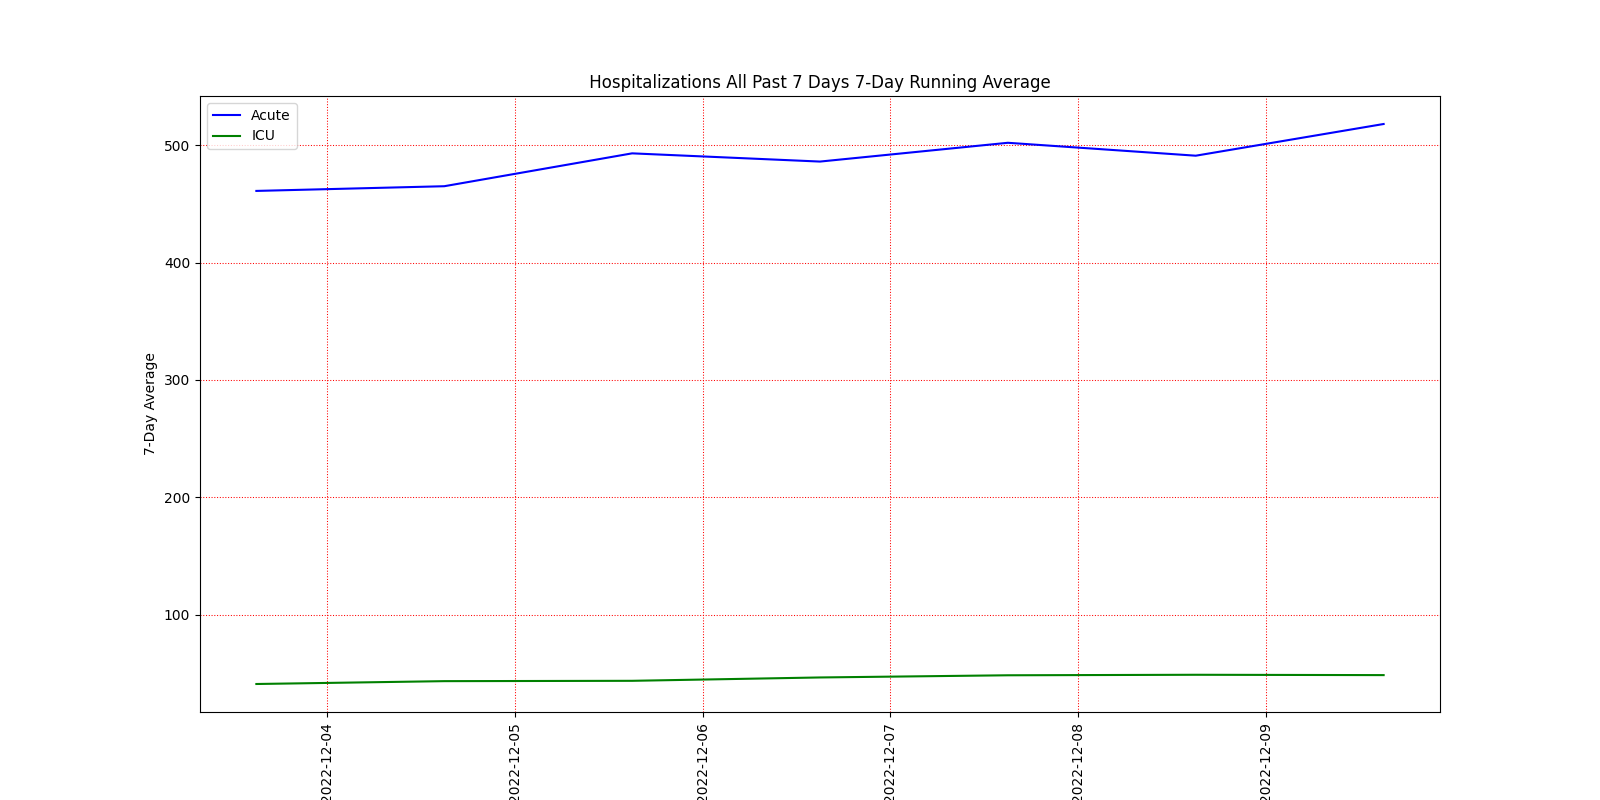 Hospitalizations All Past 7 Days 7-Day Running Average
Acute
ICU
500
400
300
200
100
7-Day Average
2022-12-04
2022-12-05
2022-12-06
2022-12-07
2022-12-08
2022-12-09